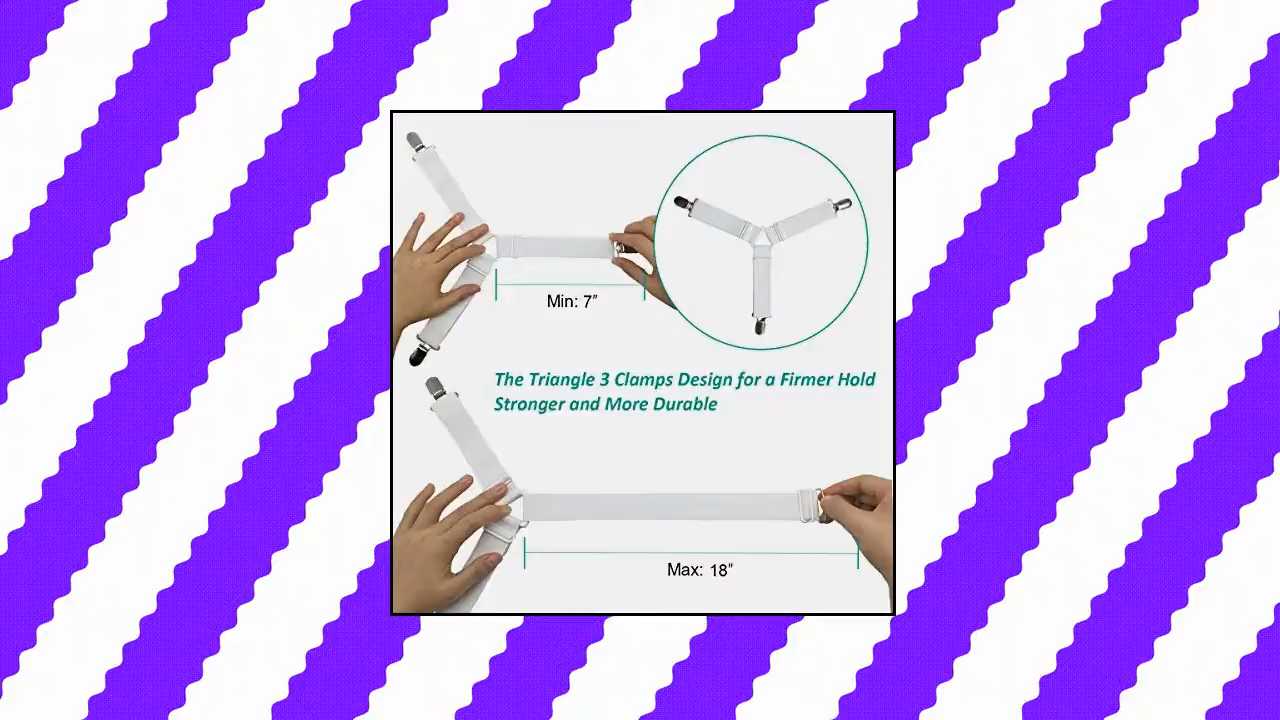 Min: 7"
The Triangle 3 Clamps Design for a Firmer Hold
Stronger and More Durable
Max: 18"